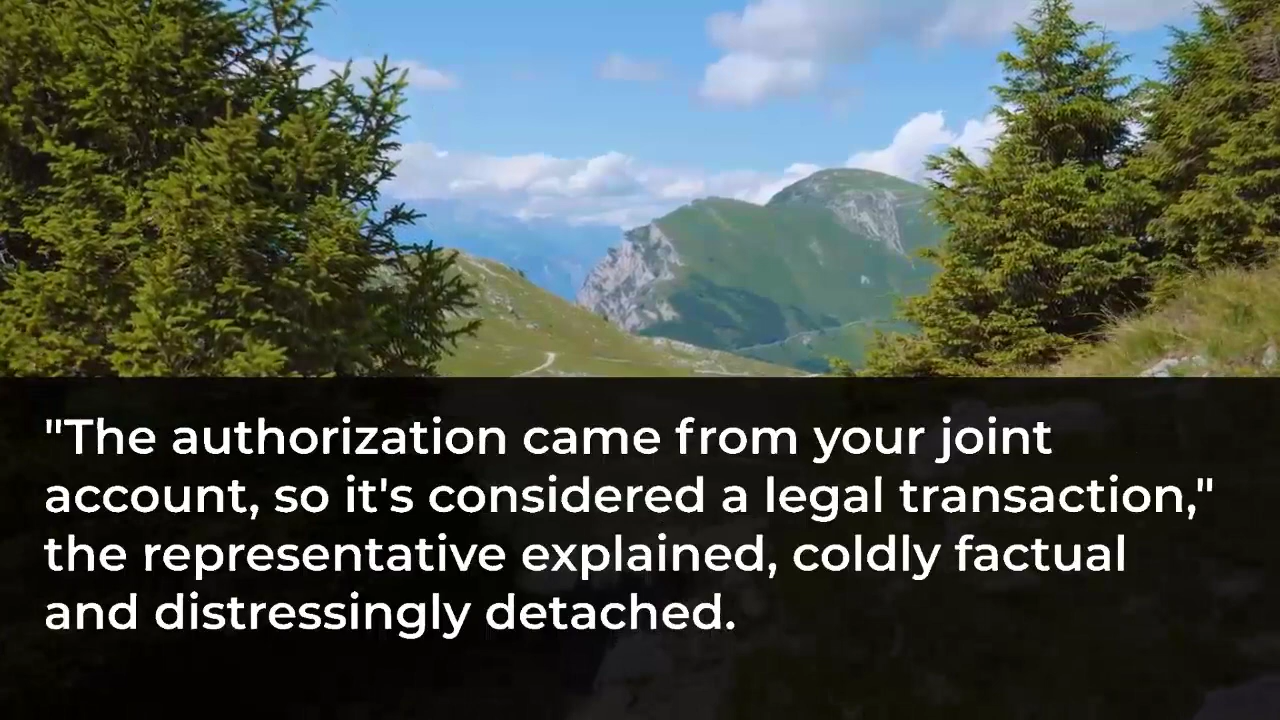 "The authorization came from your joint
account, so it's considered a legal transaction,"
the representative explained, coldly factual
and distressingly detached.